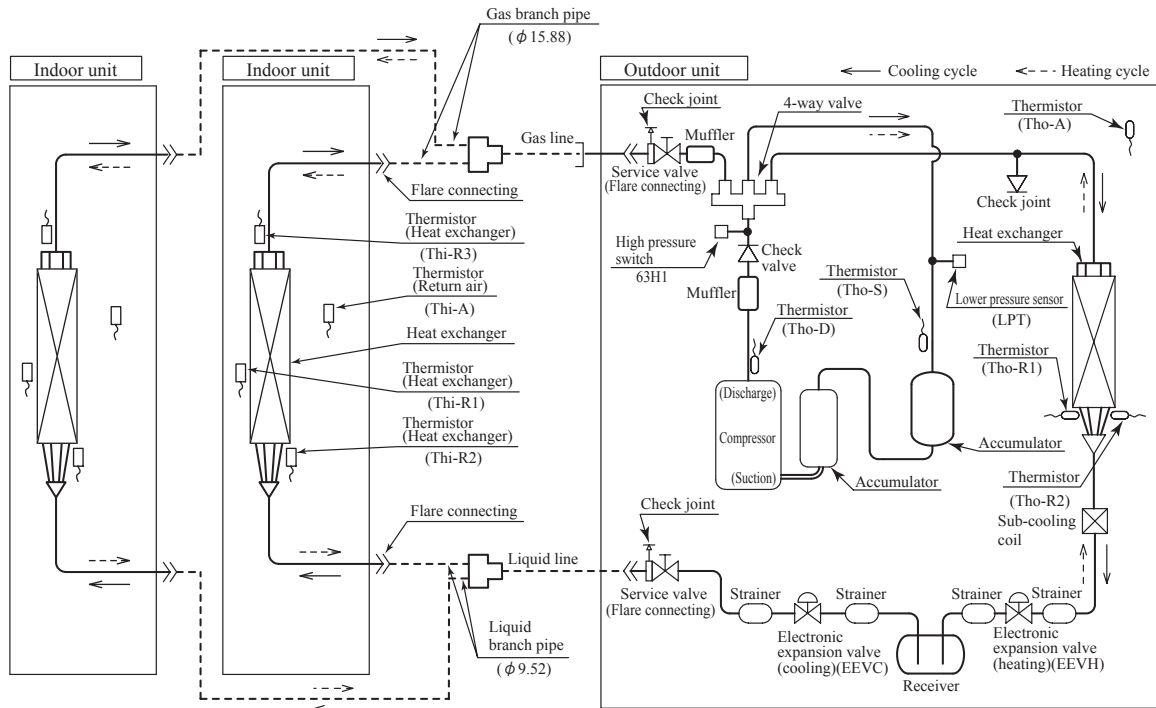 Gas branch pipe
(ϕ 15.88)
Indoor unit
Indoor unit
Outdoor unit
Cooling cycle
Heating cycle
Check joint
4-way valve
Thermistor
(Tho-A)
Muffler
Gas line
Service valve
(Flare connecting)
Flare connecting
Check joint
Thermistor
(Heat exchanger)
(Thi-R3)
High pressure
switch
63H1
Check
valve
Heat exchanger
Thermistor
(Return air)
(Thi-A)
Muffler
Thermistor
(Tho-S)
Lower pressure sensor
(LPT)
Thermistor
(Tho-D)
Heat exchanger
Thermistor
(Tho-R1)
Thermistor
(Heat exchanger)
(Thi-R1)
(Discharge)
Compressor
(Suction)
Thermistor
(Heat exchanger)
(Thi-R2)
Accumulator
Accumulator
Thermistor
(Tho-R2)
Check joint
Sub-cooling
coil
Flare connecting
Liquid line
Service valve
(Flare connecting)
Strainer
Strainer
Strainer
Strainer
Liquid
branch pipe
(ϕ 9.52)
Electronic
expansion valve
(cooling)(EEVC)
Electronic
expansion valve
(heating)(EEVH)
Receiver